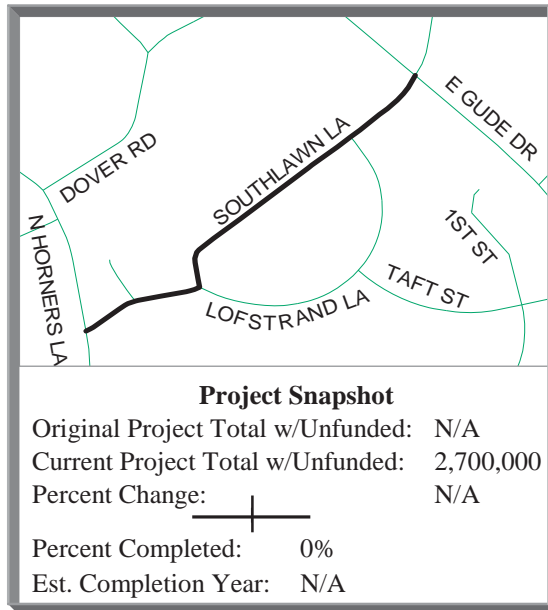 E GUDE DR
SOUTHLAWN LA
DOVER RD
1ST ST
N HORNERS LA
TAFT ST
LOFSTRAND LA
Project Snapshot
Original Project Total w/Unfunded: N/A
Current Project Total w/Unfunded: 2,700,000
Percent Change: N/A
Percent Completed: 0%
Est. Completion Year: N/A